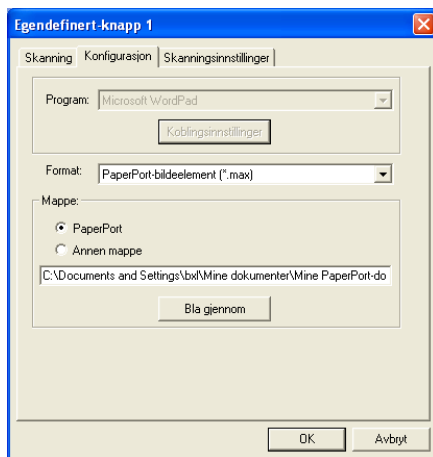 Egendefinert-knapp 1
Skanning Konfigurasjon Skanningsinnstillinger
Program: Microsoft WordPad
Koblingsinnstillinger
Format: PaperPort-bildeelement (*.max)
Mappe:
PaperPort
Annen mappe
C:\Documents and Settings\bxl\Mine dokumenter\Mine PaperPort-do
Bla gjennom
OK Avbryt